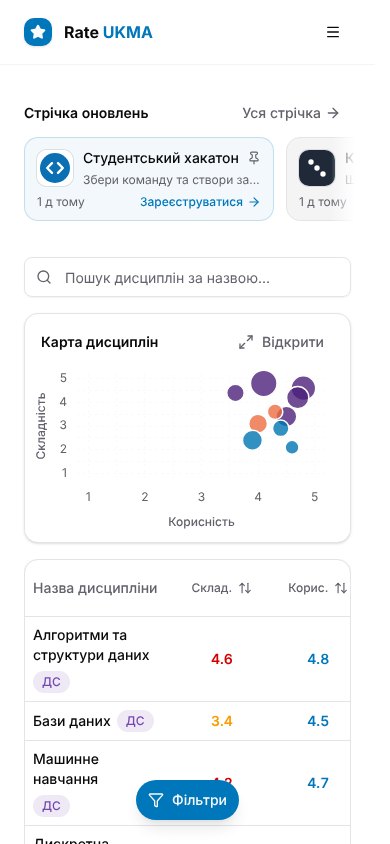 Rate UKMA
Стрічка оновлень
Уся стрічка
Студентський хакатон
Збери команду та створи за...
1 д тому
Зареєструватися
1 д тому
Пошук дисциплін за назвою...
Карта дисциплін
Відкрити
Складність
5
4
3
2
1
1 2 3 4 5
Корисність
Назва дисципліни Склад. Корис.
Алгоритми та
структури даних
ДС
4.6 4.8
Бази даних ДС 3.4 4.5
Машинне
навчання
ДС
4.7
Фільтри